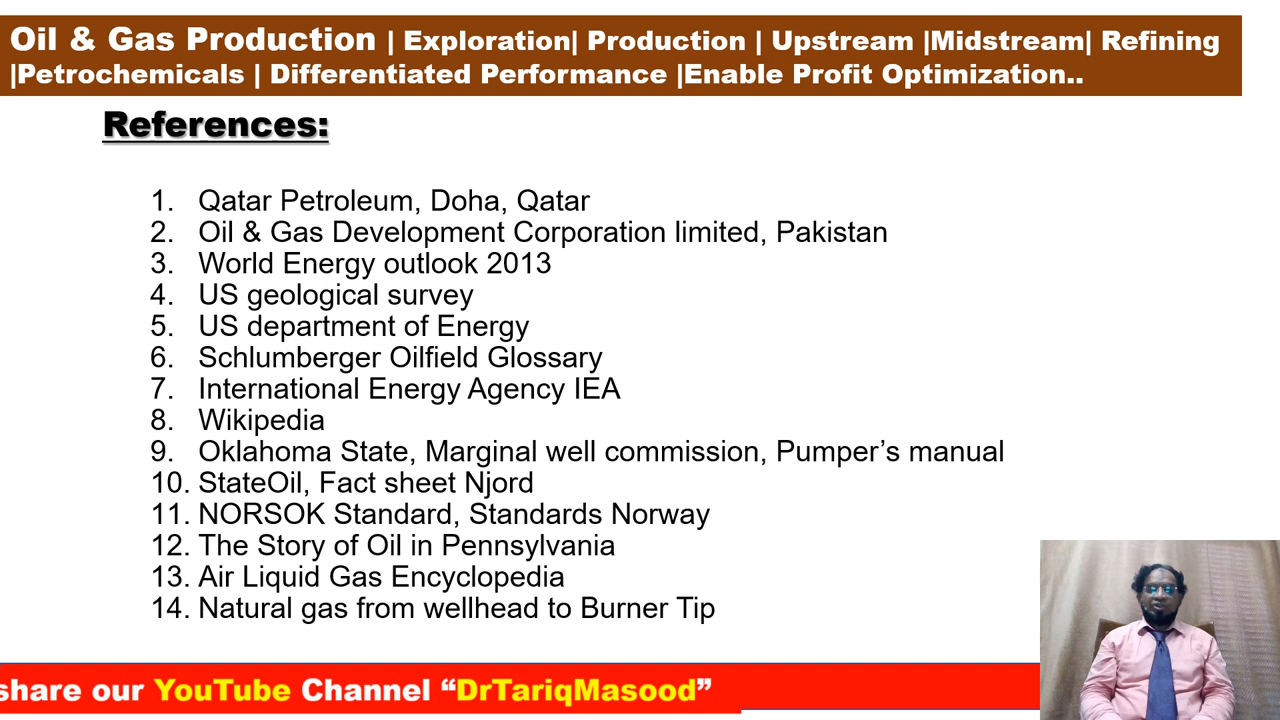 Oil & Gas Production | Exploration| Production | Upstream |Midstream| Refining
|Petrochemicals | Differentiated Performance |Enable Profit Optimization..
References:
1. Qatar Petroleum, Doha, Qatar
2. Oil & Gas Development Corporation limited, Pakistan
3. World Energy outlook 2013
4. US geological survey
5. US department of Energy
6. Schlumberger Oilfield Glossary
7. International Energy Agency IEA
8. Wikipedia
9. Oklahoma State, Marginal well commission, Pumper’s manual
10. StateOil, Fact sheet Njord
11. NORSOK Standard, Standards Norway
12. The Story of Oil in Pennsylvania
13. Air Liquid Gas Encyclopedia
14. Natural gas from wellhead to Burner Tip
share our YouTube Channel “DrTariqMasood”